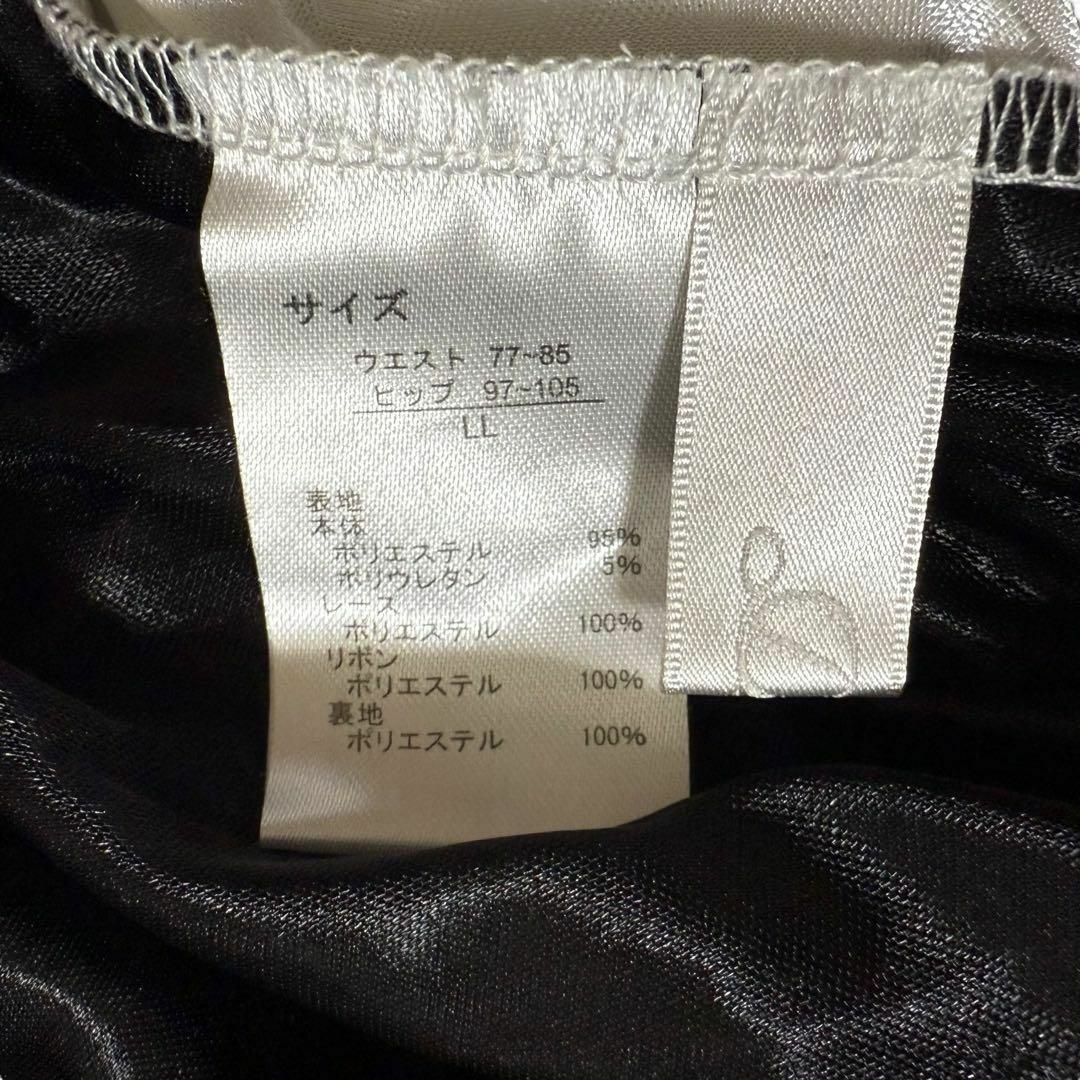 サイズ
ウエスト 77~85
ヒップ 97~105
LL
表地
本体
ポリエステル 95%
ポリウレタン 5%
レース
ポリエステル 100%
リボン
ポリエステル 100%
裏地
ポリエステル 100%